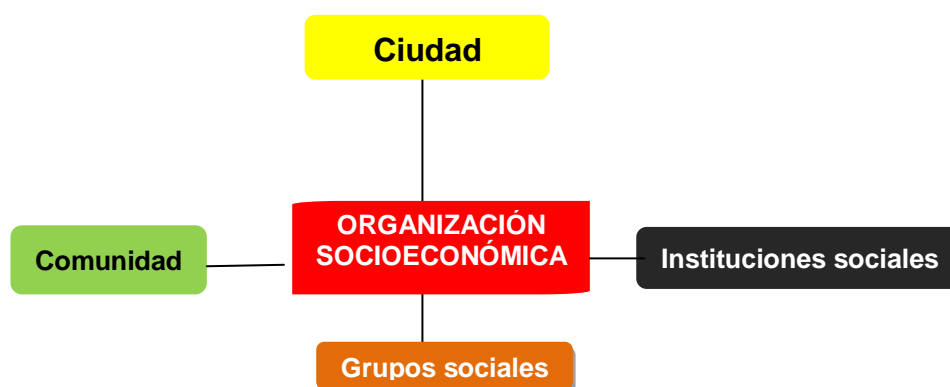 Ciudad
ORGANIZACIÓN
SOCIOECONÓMICA
Comunidad
Instituciones sociales
Grupos sociales